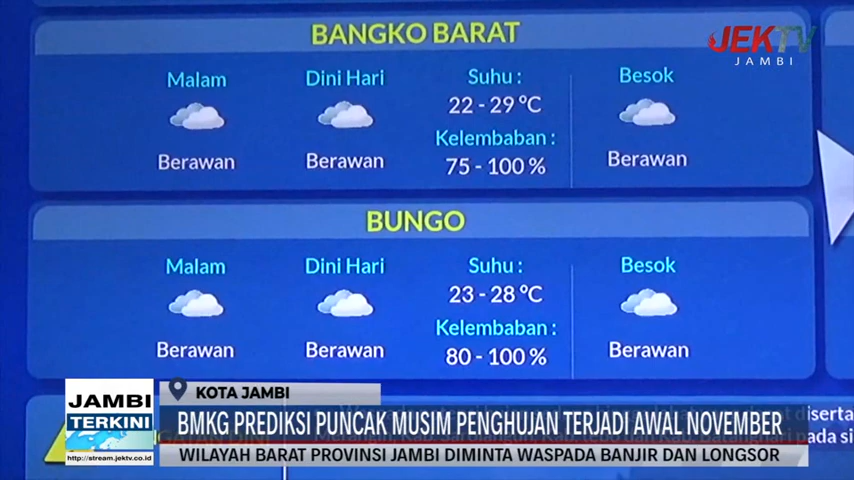 BANGKO BARAT
JEKTV
JAMBI
Malam Dini Hari Suhu : Besok
22 - 29 °C
Kelembaban :
Berawan Berawan 75 - 100 % Berawan
BUNGO
Malam Dini Hari Suhu : Besok
23 - 28 °C
Kelembaban :
Berawan Berawan 80 - 100 % Berawan
KOTA JAMBI
JAMBI
TERKINI
http://stream.jektv.co.id
BMKG PREDIKSI PUNCAK MUSIM PENGHUJAN TERJADI AWAL NOVEMBER
WILAYAH BARAT PROVINSI JAMBI DIMINTA WASPADA BANJIR DAN LONGSOR